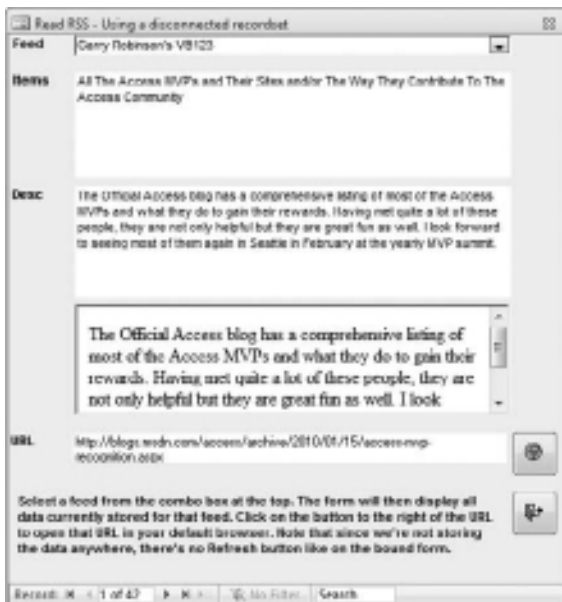 Read RSS - Using a disconnected recordset
Feed
Garry Robinson's VB123
Items
All The Access MVPs and Their Sites and/or The Way They Contribute To The
Access Community
Desc
The Official Access blog has a comprehensive listing of most of the Access
MVPs and what they do to gain their rewards. Having met quite a lot of these
people, they are not only helpful but they are great fun as well. I look forward
to seeing most of them again in Seattle in February at the yearly MVP summit.
The Official Access blog has a comprehensive listing of
most of the Access MVPs and what they do to gain their
rewards. Having met quite a lot of these people, they are
not only helpful but they are great fun as well. I look
URL
http://blogs.msdn.com/access/archive/2010/01/15/access-mvp-
recognition.aspx
Select a feed from the combo box at the top. The form will then display all
data currently stored for that feed. Click on the button to the right of the URL
to open that URL in your default browser. Note that since we're not storing
the data anywhere, there's no Refresh button like on the bound form.
Record: 1 of 42 No Filter Search